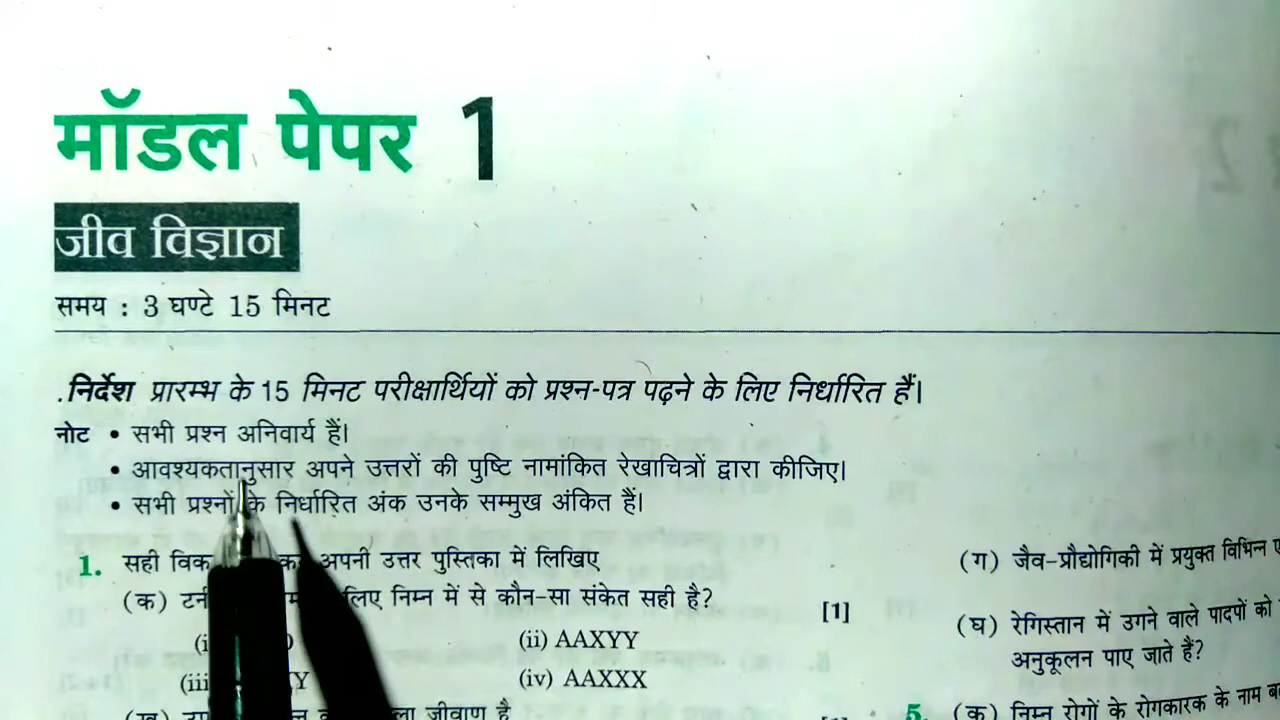 मॉडल पेपर 1
जीव विज्ञान
समय : 3 घण्टे 15 मिनट
निर्देश प्रारम्भ के 15 मिनट परीक्षार्थियों को प्रश्न-पत्र पढ़ने के लिए निर्धारित हैं।
नोट • सभी प्रश्न अनिवार्य हैं।
• आवश्यकतानुसार अपने उत्तरों की पुष्टि नामांकित रेखाचित्रों द्वारा कीजिए।
• सभी प्रश्नों के निर्धारित अंक उनके सम्मुख अंकित हैं।
1. सही अपनी उत्तर पुस्तिका में लिखिए
(क) लिए निम्न में से कौन-सा संकेत सही है? [1]
(ii) AAXYY
(iii) (iv) AAXXX
(ग) जैव-प्रौद्योगिकी में प्रयुक्त विभिन्न
(घ) रेगिस्तान में उगने वाले पादपों को
अनुकूलन पाए जाते हैं?
5. (क) निम्न रोगों के रोगकारक के नाम